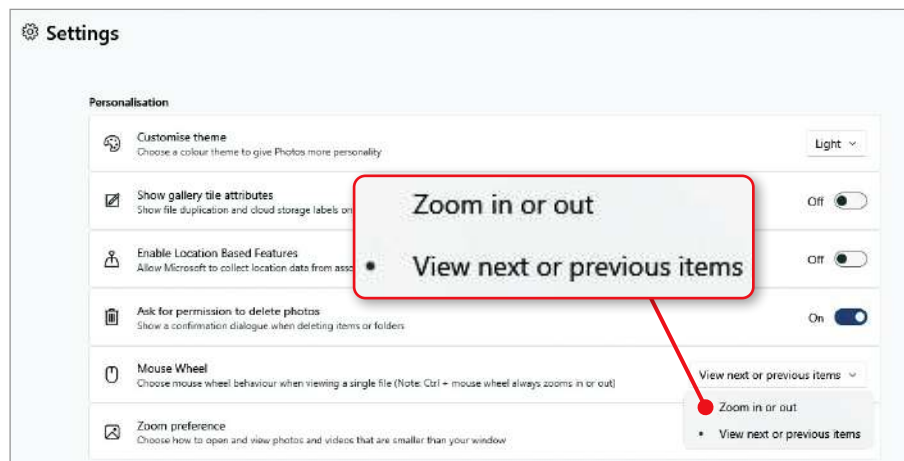 Settings
Personalisation
Customise theme
Choose a colour theme to give Photos more personality
Light
Show gallery tile attributes
Show file duplication and cloud storage labels on
Off
Enable Location Based Features
Allow Microsoft to collect location data from asso
Off
Zoom in or out
• View next or previous items
Ask for permission to delete photos
Show a confirmation dialogue when deleting items or folders
On
Mouse Wheel
Choose mouse wheel behaviour when viewing a single file (Note: Ctrl + mouse wheel always zooms in or out)
View next or previous items
Zoom in or out
• View next or previous items
Zoom preference
Choose how to open and view photos and videos that are smaller than your window